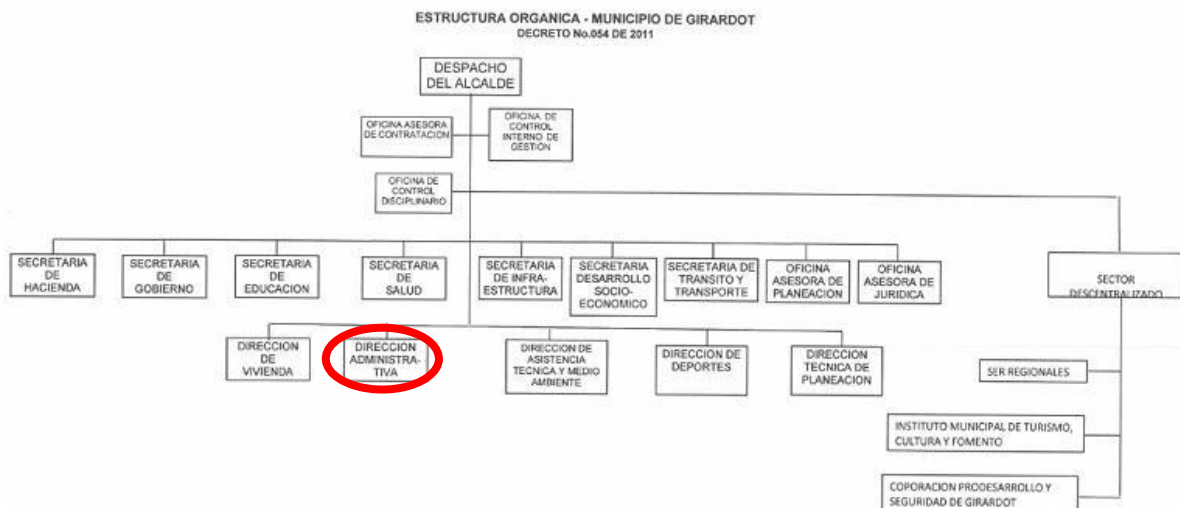 ESTRUCTURA ORGANICA - MUNICIPIO DE GIRARDOT
DECRETO No.054 DE 2011
DESPACHO
DEL ALCALDE
OFICINA ASESORA
DE CONTRATACION
OFICINA DE
CONTROL
INTERNO DE
GESTION
OFICINA DE
CONTROL
DISCIPLINARIO
SECRETARIA
DE
HACIENDA
SECRETARIA
DE
GOBIERNO
SECRETARIA
DE
EDUCACION
SECRETARIA
DE
SALUD
SECRETARIA
DE INFRA-
ESTRUCTURA
SECRETARIA
DESARROLLO
SOCIO-
ECONOMICO
SECRETARIA DE
TRANSITO Y
TRANSPORTE
OFICINA
ASESORA
DE PLANEACION
OFICINA
ASESORA DE
JURIDICA
SECTOR
DESCENTRALIZADO
DIRECCION
DE
VIVIENDA
DIRECCION
ADMINISTRA-
TIVA
DIRECCION DE
ASISTENCIA
TECNICA Y MEDIO
AMBIENTE
DIRECCION DE
DEPORTES
DIRECCION
TECNICA DE
PLANEACION
SER REGIONALES
INSTITUTO MUNICIPAL DE TURISMO,
CULTURA Y FOMENTO
COPORACION PRODESARROLLO Y
SEGURIDAD DE GIRARDOT